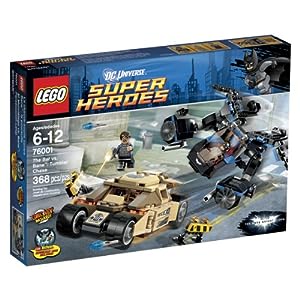 LEGO
DC UNIVERSE
SUPER HEROES
Ages/edades
6-12
76001
The Bat vs.
Bane: Tumbler
Chase
368 pcs/pzs